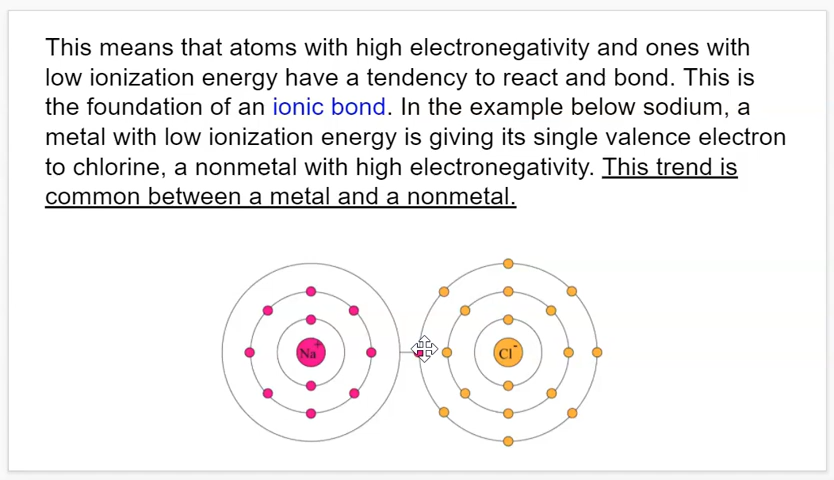 This means that atoms with high electronegativity and ones with
low ionization energy have a tendency to react and bond. This is
the foundation of an ionic bond. In the example below sodium, a
metal with low ionization energy is giving its single valence electron
to chlorine, a nonmetal with high electronegativity. This trend is
common between a metal and a nonmetal.
Na⁺ Cl⁻